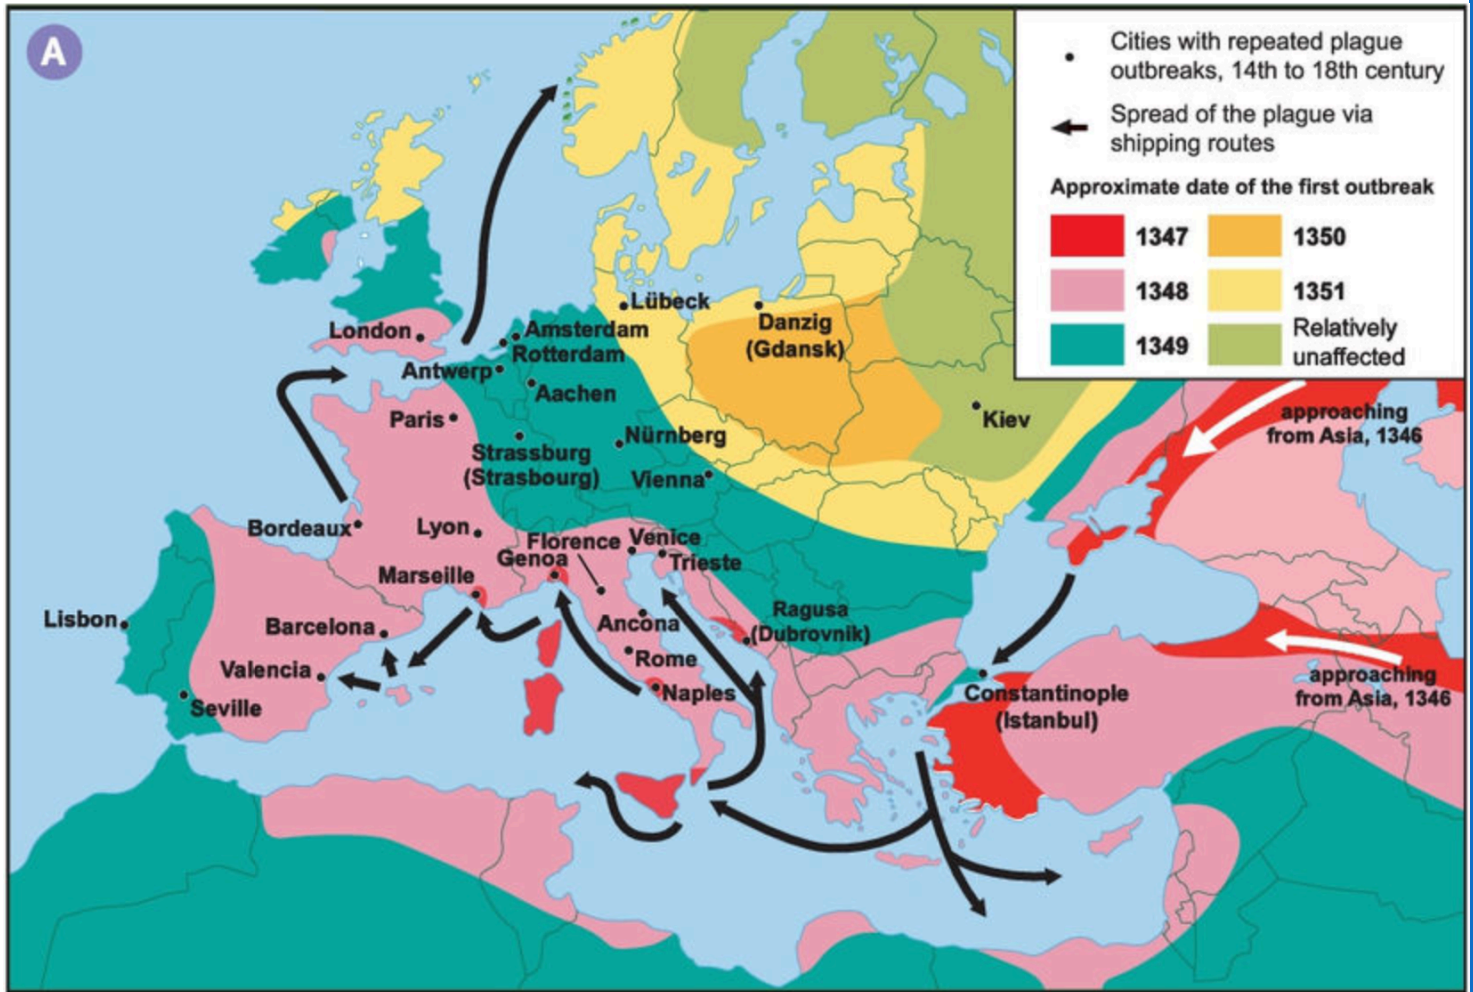 A
Cities with repeated plague
outbreaks, 14th to 18th century
Spread of the plague via
shipping routes
Approximate date of the first outbreak
1347
1350
1348
1351
1349
Relatively
unaffected
Lübeck
Danzig
(Gdansk)
London
Amsterdam
Rotterdam
Antwerp
Aachen
Paris
Kiev
approaching
from Asia, 1346
Nürnberg
Strassburg
(Strasbourg)
Vienna
Bordeaux
Lyon
Florence
Venice
Genoa
Trieste
Marseille
Lisbon
Barcelona
Ancona
Ragusa
(Dubrovnik)
Valencia
Rome
Seville
Naples
Constantinople
(Istanbul)
approaching
from Asia, 1346